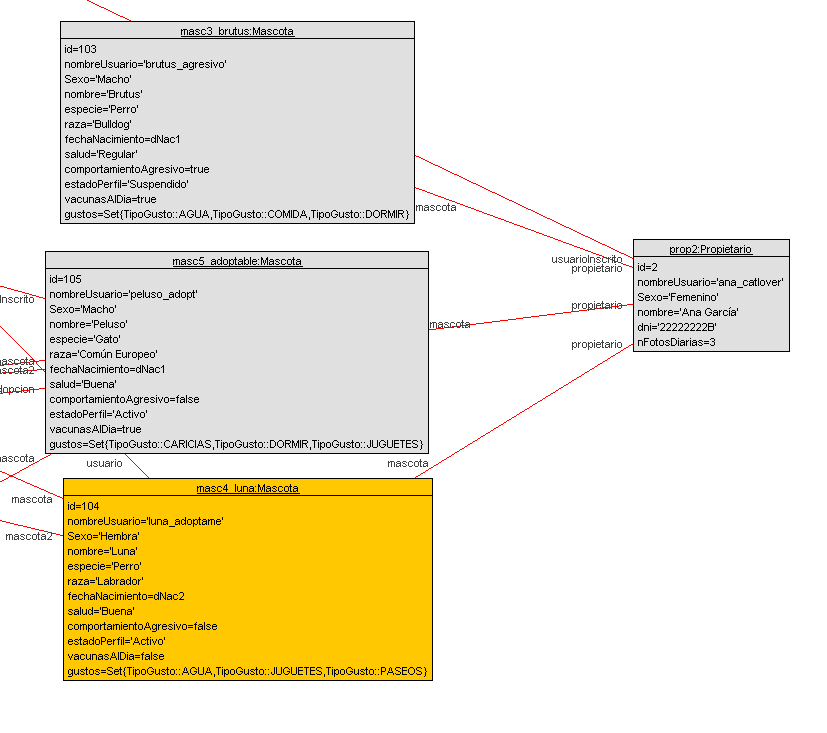 masc3_brutus:Mascota
id=103
nombreUsuario='brutus_agresivo'
Sexo='Macho'
nombre='Brutus'
especie='Perro'
raza='Bulldog'
fechaNacimiento=dNac1
salud='Regular'
comportamientoAgresivo=true
estadoPerfil='Suspendido'
vacunasAlDia=true
gustos=Set{TipoGusto::AGUA,TipoGusto::COMIDA,TipoGusto::DORMIR}
mascota
usuarioInscrito
propietario
prop2:Propietario
id=2
nombreUsuario='ana_catlover'
Sexo='Femenino'
nombre='Ana García'
dni='22222222B'
nFotosDiarias=3
propietario
propietario
masc5_adoptable:Mascota
id=105
nombreUsuario='peluso_adopt'
Sexo='Macho'
nombre='Peluso'
especie='Gato'
raza='Común Europeo'
fechaNacimiento=dNac1
salud='Buena'
comportamientoAgresivo=false
estadoPerfil='Activo'
vacunasAlDia=true
gustos=Set{TipoGusto::CARICIAS,TipoGusto::DORMIR,TipoGusto::JUGUETES}
mascota
nscrito
ascota
scota2
dopcion
ascota
usuario
mascota
mascota
mascota2
masc4_luna:Mascota
id=104
nombreUsuario='luna_adoptame'
Sexo='Hembra'
nombre='Luna'
especie='Perro'
raza='Labrador'
fechaNacimiento=dNac2
salud='Buena'
comportamientoAgresivo=false
estadoPerfil='Activo'
vacunasAlDia=false
gustos=Set{TipoGusto::AGUA,TipoGusto::JUGUETES,TipoGusto::PASEOS}